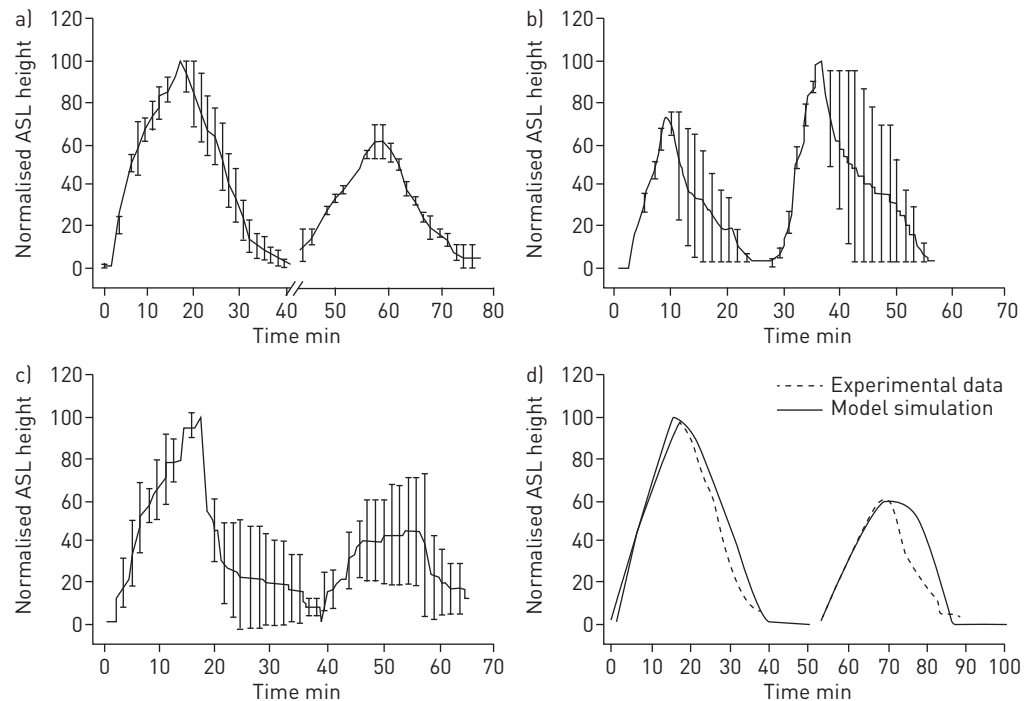 a)
Normalised ASL height
120
100
80
60
40
20
0
0 10 20 30 40 50 60 70 80
Time min
b)
Normalised ASL height
120
100
80
60
40
20
0
0 10 20 30 40 50 60 70
Time min
c)
Normalised ASL height
120
100
80
60
40
20
0
0 10 20 30 40 50 60 70
Time min
d)
Normalised ASL height
120
100
80
60
40
20
0
0 10 20 30 40 50 60 70 80 90 100
Time min
Experimental data
Model simulation